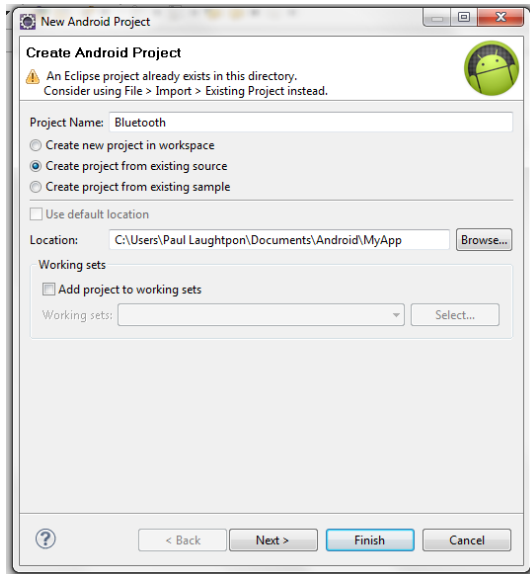 New Android Project
Create Android Project
An Eclipse project already exists in this directory.
Consider using File > Import > Existing Project instead.
Project Name: Bluetooth
Create new project in workspace
Create project from existing source
Create project from existing sample
Use default location
Location: C:\Users\Paul Laughtpon\Documents\Android\MyApp Browse...
Working sets
Add project to working sets
Working sets: Select...
? < Back Next > Finish Cancel